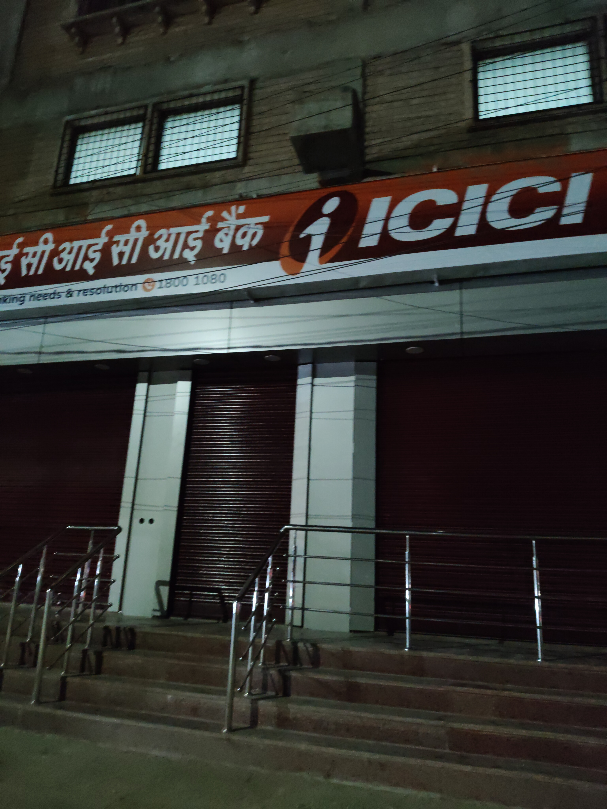 ई सी आई सी आई बैंक ICICI
king needs & resolution 1800 1080